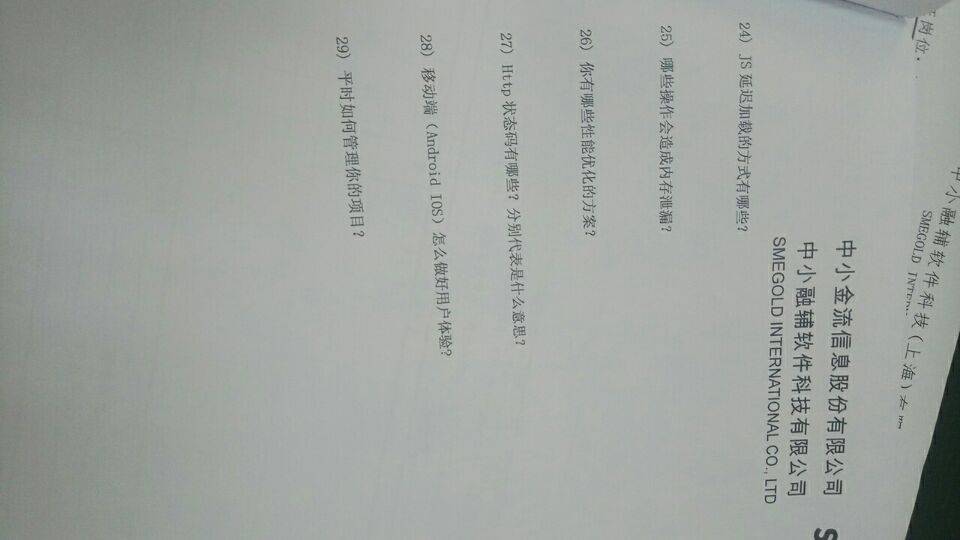 中小金流信息股份有限公司
中小融辅软件科技有限公司
SMEGOLD INTERNATIONAL CO., LTD
24) JS 延迟加载的方式有哪些?
25) 哪些操作会造成内存泄漏?
26) 你有哪些性能优化的方案?
27) Http 状态码有哪些? 分别代表是什么意思?
28) 移动端 (Android IOS) 怎么做好用户体验?
29) 平时如何管理你的项目?
岗位.
中小融辅软件科技(上海)
SMEGOLD
S